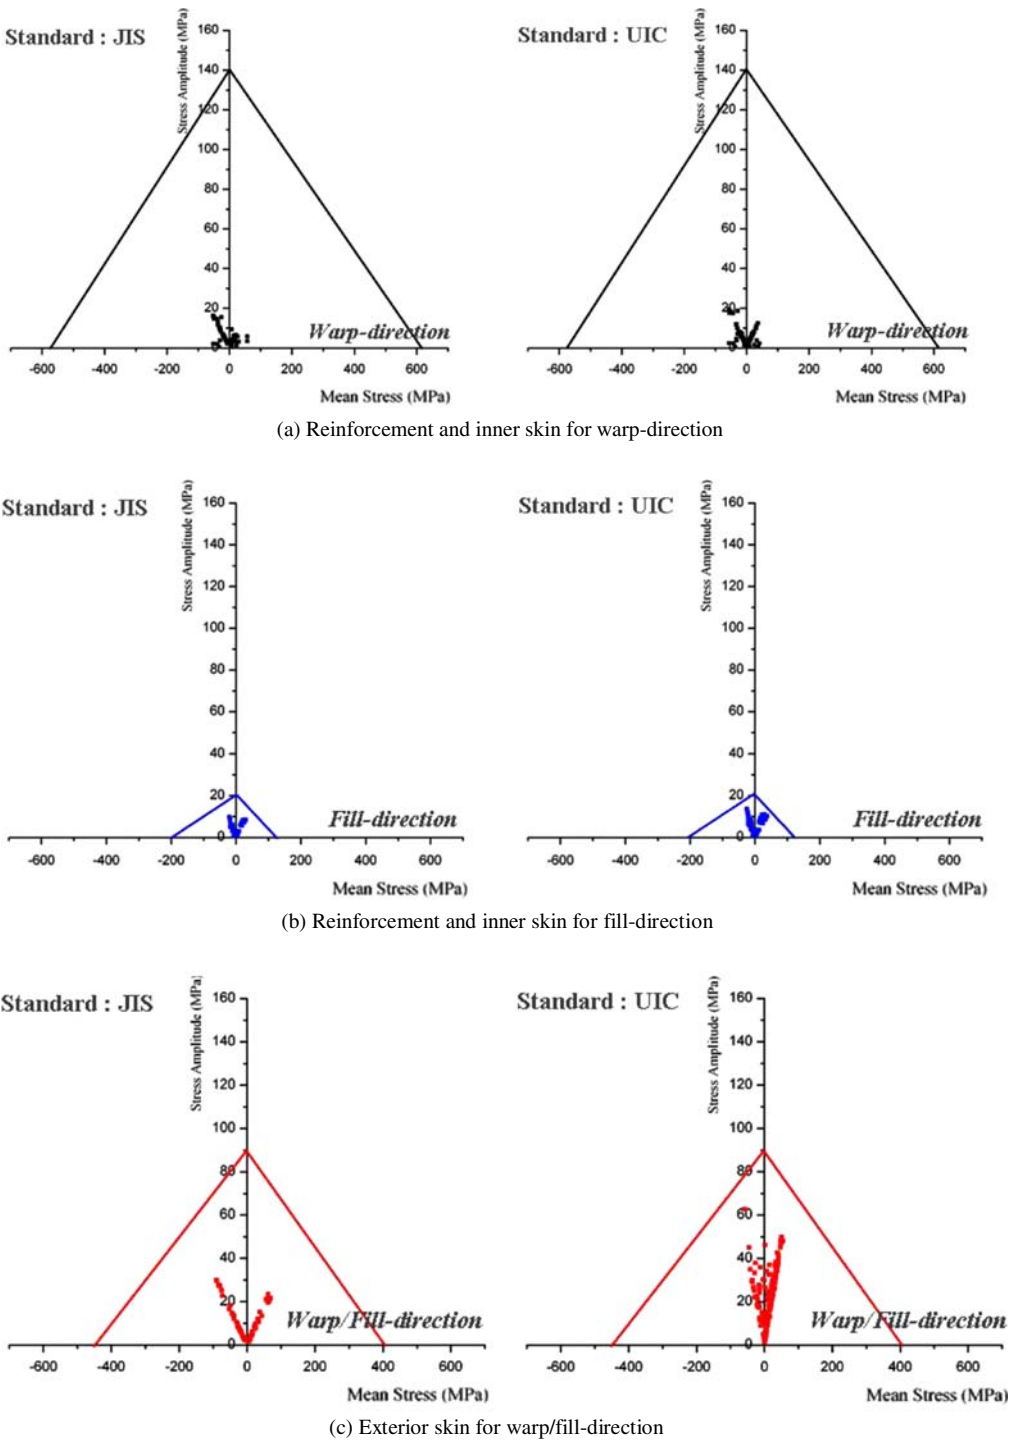 Standard : JIS
Stress Amplitude (MPa)
160
140
120
100
80
60
40
20
0
Warp-direction
-600 -400 -200 0 200 400 600
Mean Stress (MPa)
Standard : UIC
Stress Amplitude (MPa)
160
140
120
100
80
60
40
20
0
Warp-direction
-600 -400 -200 0 200 400 600
Mean Stress (MPa)
(a) Reinforcement and inner skin for warp-direction
Standard : JIS
Stress Amplitude (MPa)
160
140
120
100
80
60
40
20
0
Fill-direction
-600 -400 -200 0 200 400 600
Mean Stress (MPa)
Standard : UIC
Stress Amplitude (MPa)
160
140
120
100
80
60
40
20
0
Fill-direction
-600 -400 -200 0 200 400 600
Mean Stress (MPa)
(b) Reinforcement and inner skin for fill-direction
Standard : JIS
Stress Amplitude (MPa)
160
140
120
100
80
60
40
20
0
Warp/Fill-direction
-600 -400 -200 0 200 400 600
Mean Stress (MPa)
Standard : UIC
Stress Amplitude (MPa)
160
140
120
100
80
60
40
20
0
Warp/Fill-direction
-600 -400 -200 0 200 400 600
Mean Stress (MPa)
(c) Exterior skin for warp/fill-direction